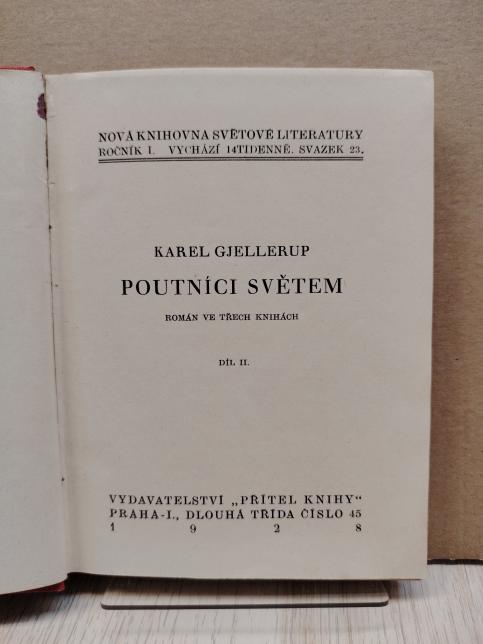 NOVÁ KNIHOVNA SVĚTOVÉ LITERATURY
ROČNÍK I. VYCHÁZÍ 14TIDENNĚ. SVAZEK 23.
KAREL GJELLERUP
POUTNÍCI SVĚTEM
ROMÁN VE TŘECH KNIHÁCH
DÍL II.
VYDAVATELSTVÍ „PŘÍTEL KNIHY“
PRAHA-I., DLOUHÁ TŘÍDA ČÍSLO 45
1 9 2 8